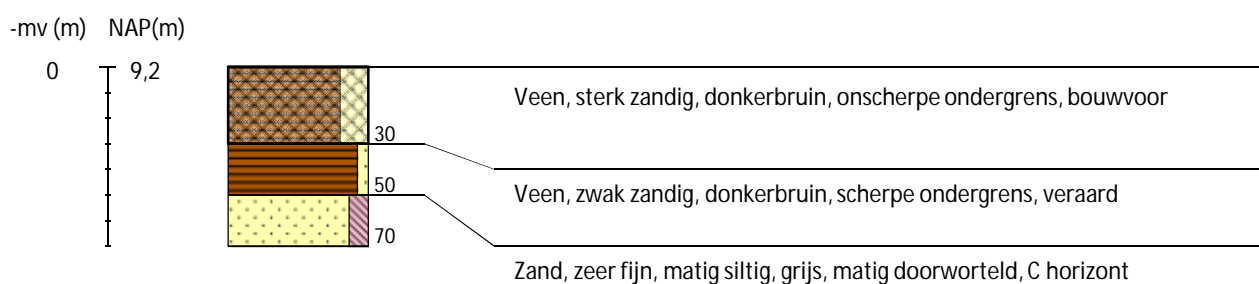 -mv (m) NAP(m)
0 9,2
Veen, sterk zandig, donkerbruin, onscherpe ondergrens, bouwvoor
30
50
Veen, zwak zandig, donkerbruin, scherpe ondergrens, veraard
70
Zand, zeer fijn, matig siltig, grijs, matig doorworteld, C horizont